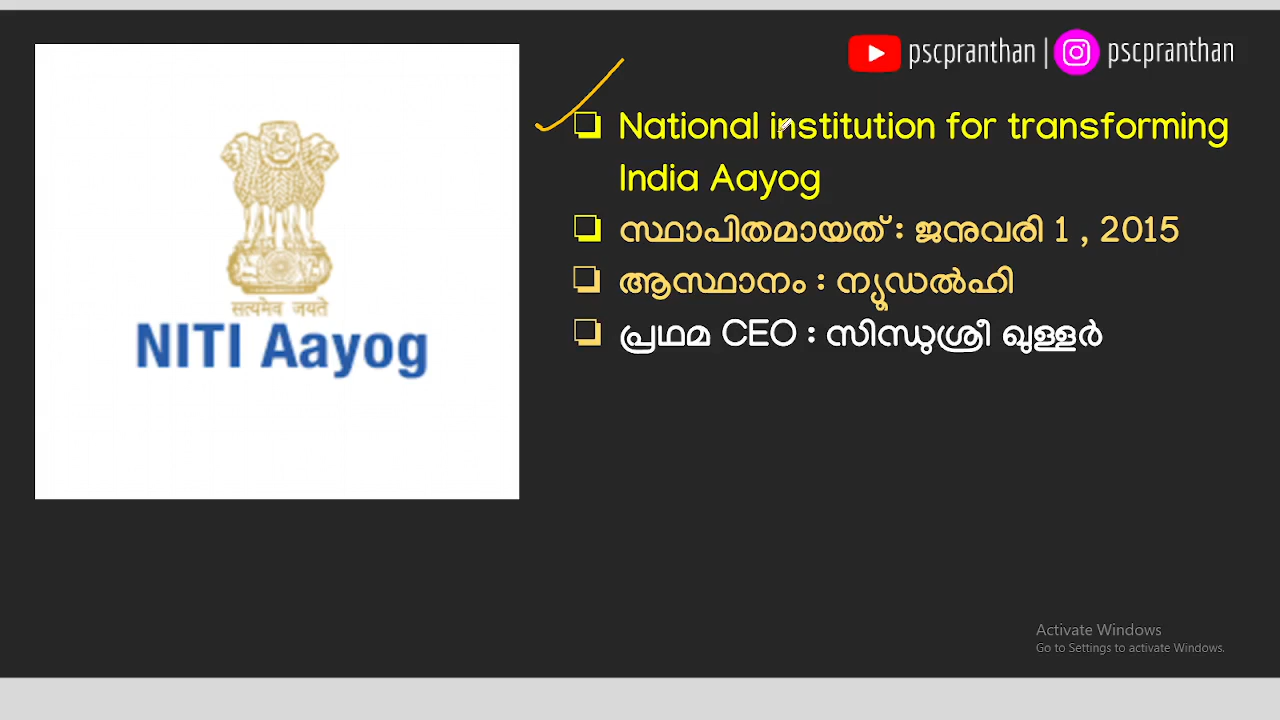 pscpranthan | pscpranthan
National institution for transforming
India Aayog
സ്ഥാപിതമായത് : ജനുവരി 1 , 2015
ആസ്ഥാനം : ന്യൂഡൽഹി
പ്രഥമ CEO : സിന്ധുശ്രീ ഖുള്ളർ
सत्यमेव जयते
NITI Aayog
Activate Windows
Go to Settings to activate Windows.